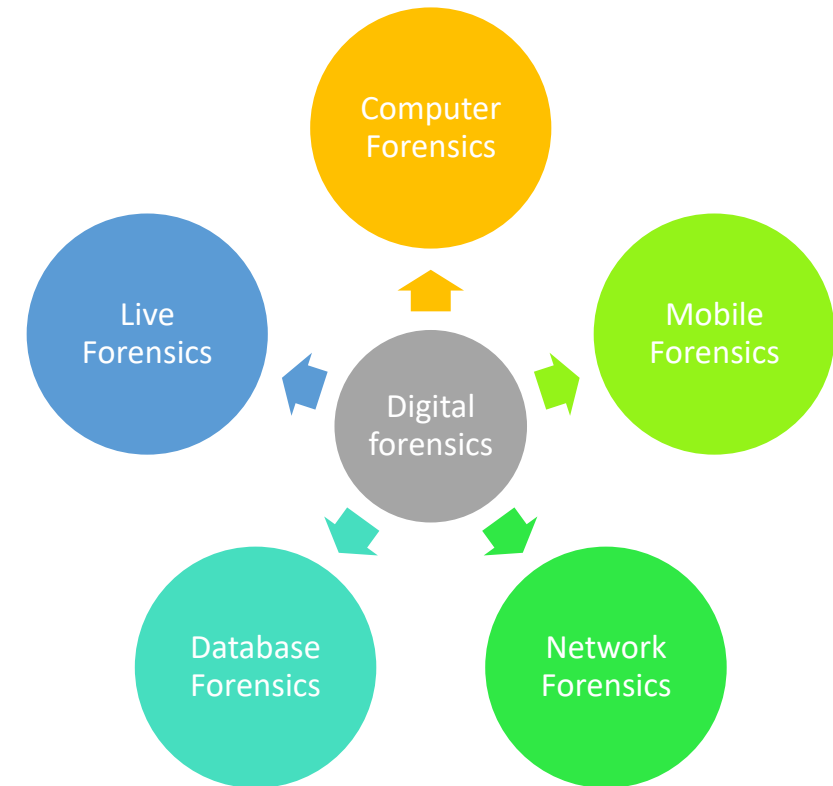 Computer
Forensics
Live
Forensics
Mobile
Forensics
Digital
forensics
Database
Forensics
Network
Forensics